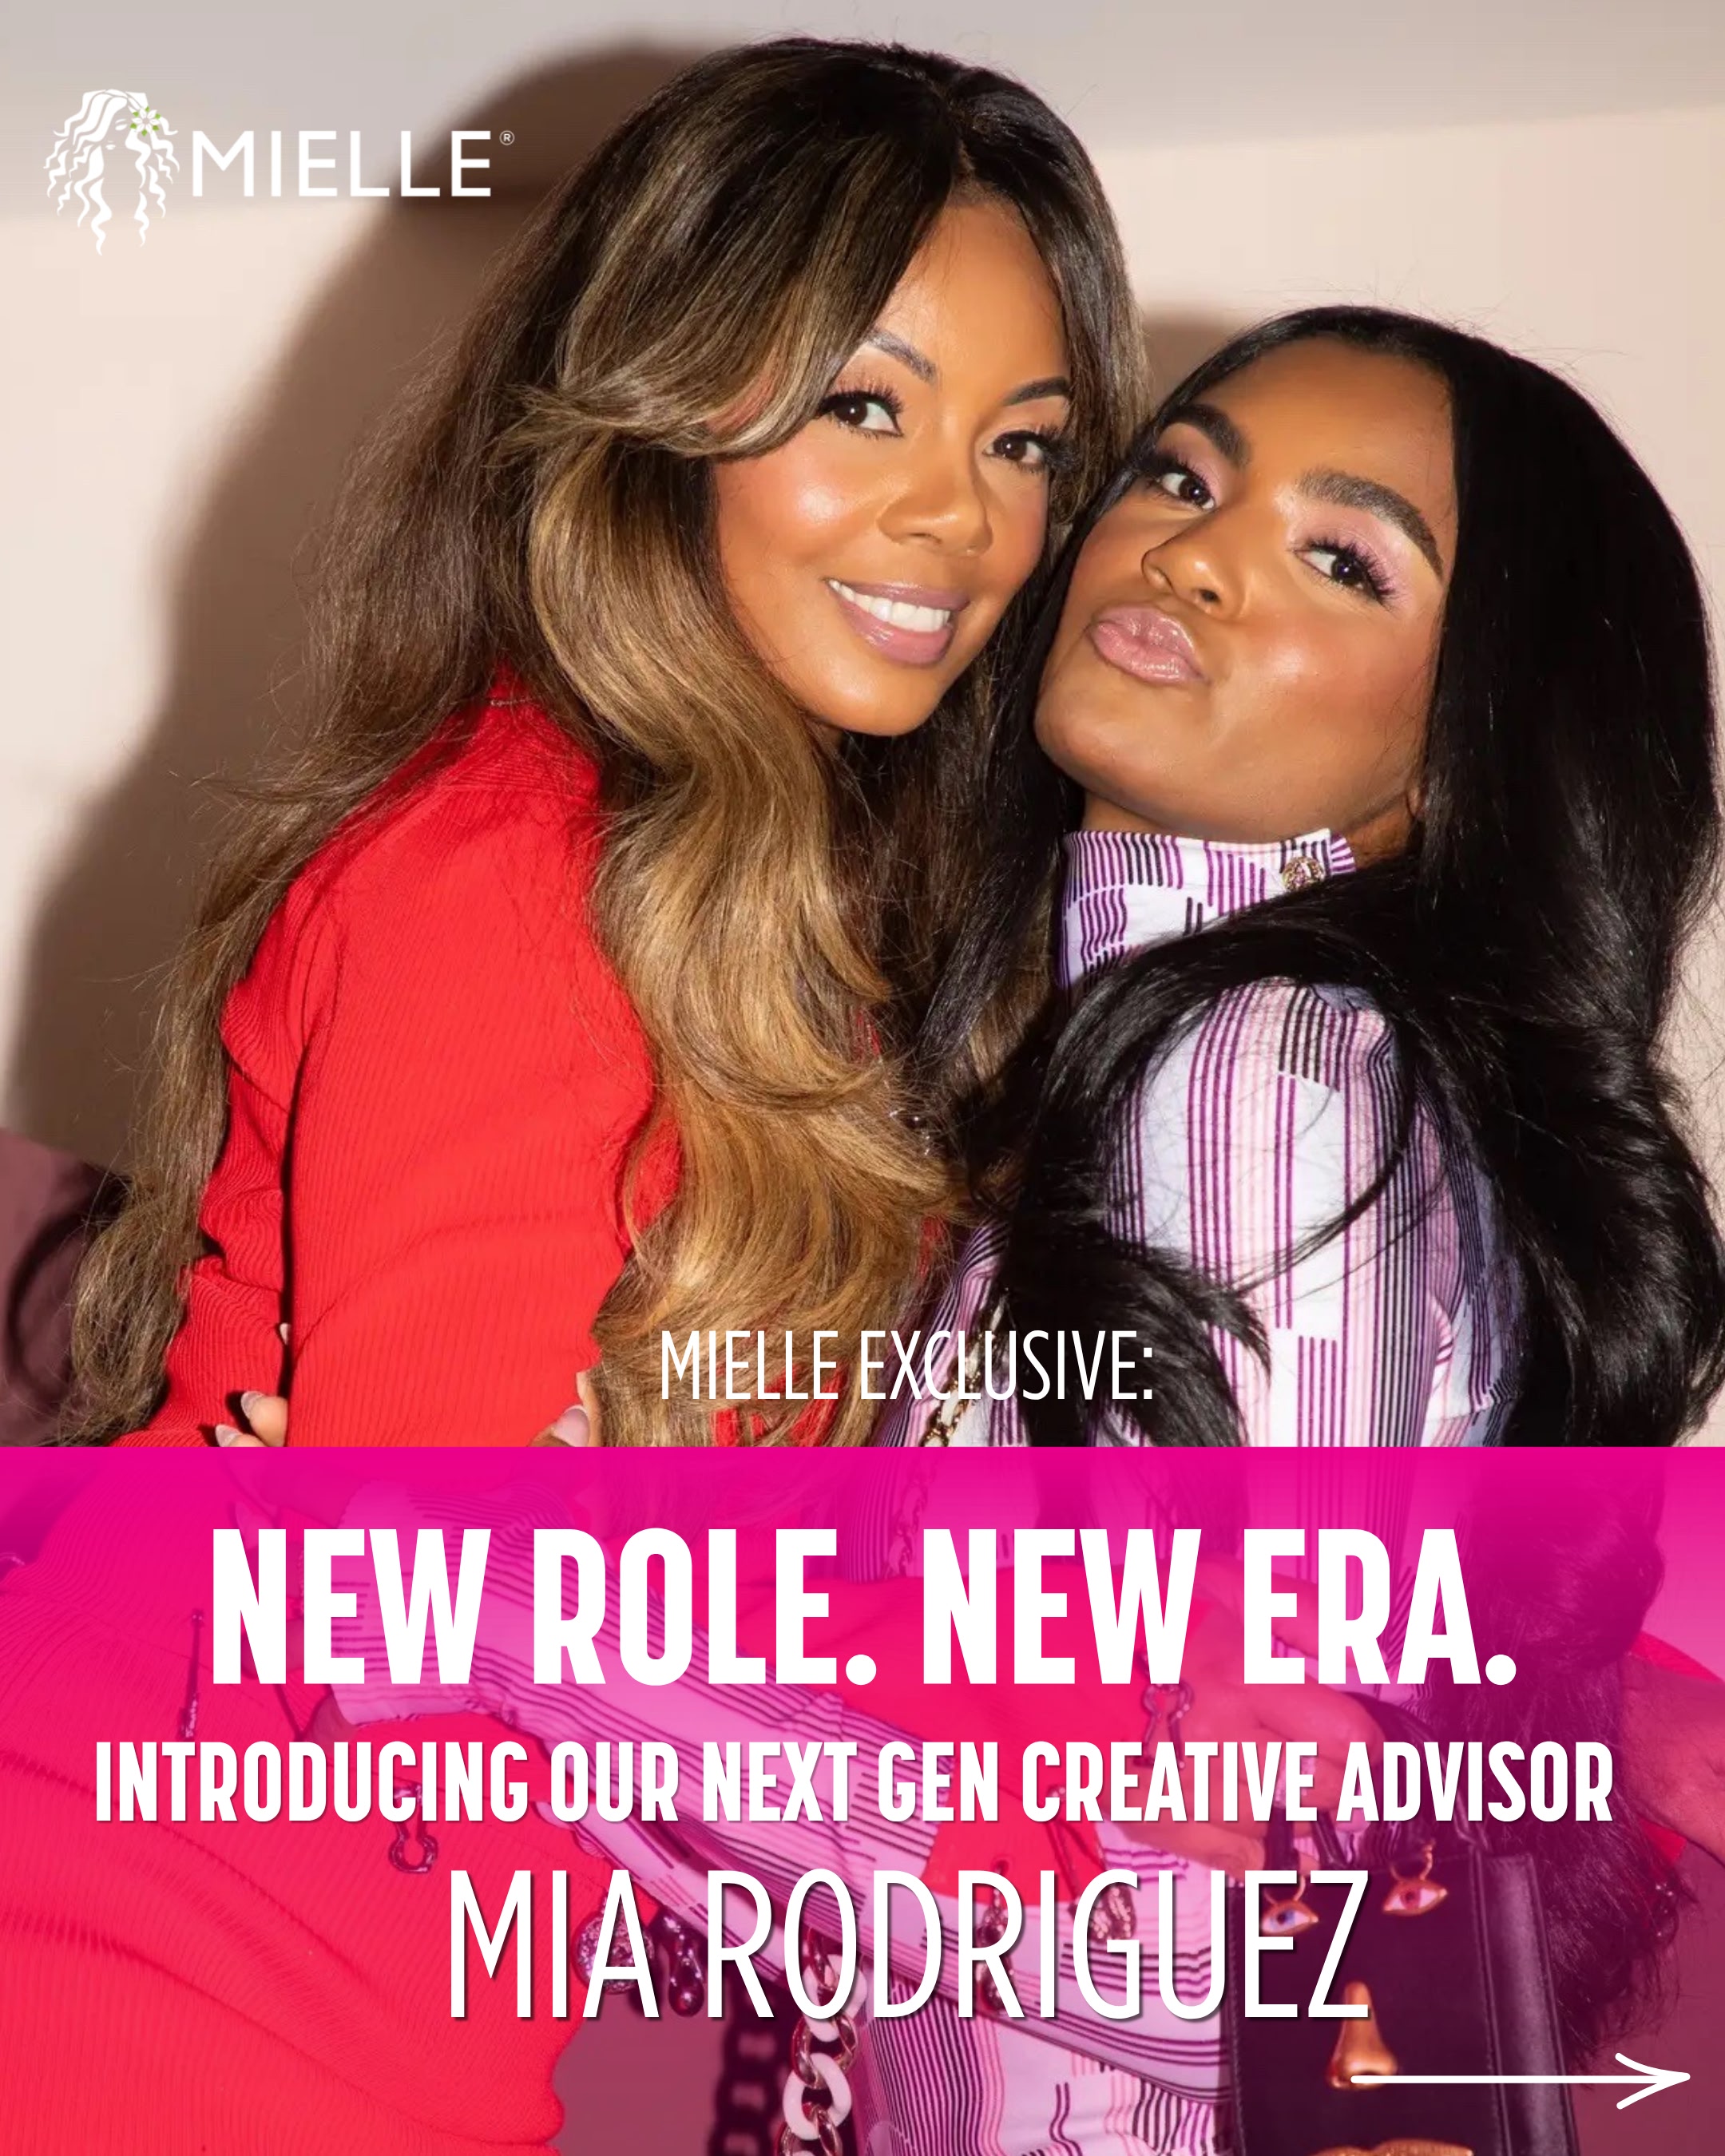 MIELLE®
MIELLE EXCLUSIVE:
NEW ROLE. NEW ERA.
INTRODUCING OUR NEXT GEN CREATIVE ADVISOR
MIA RODRIGUEZ